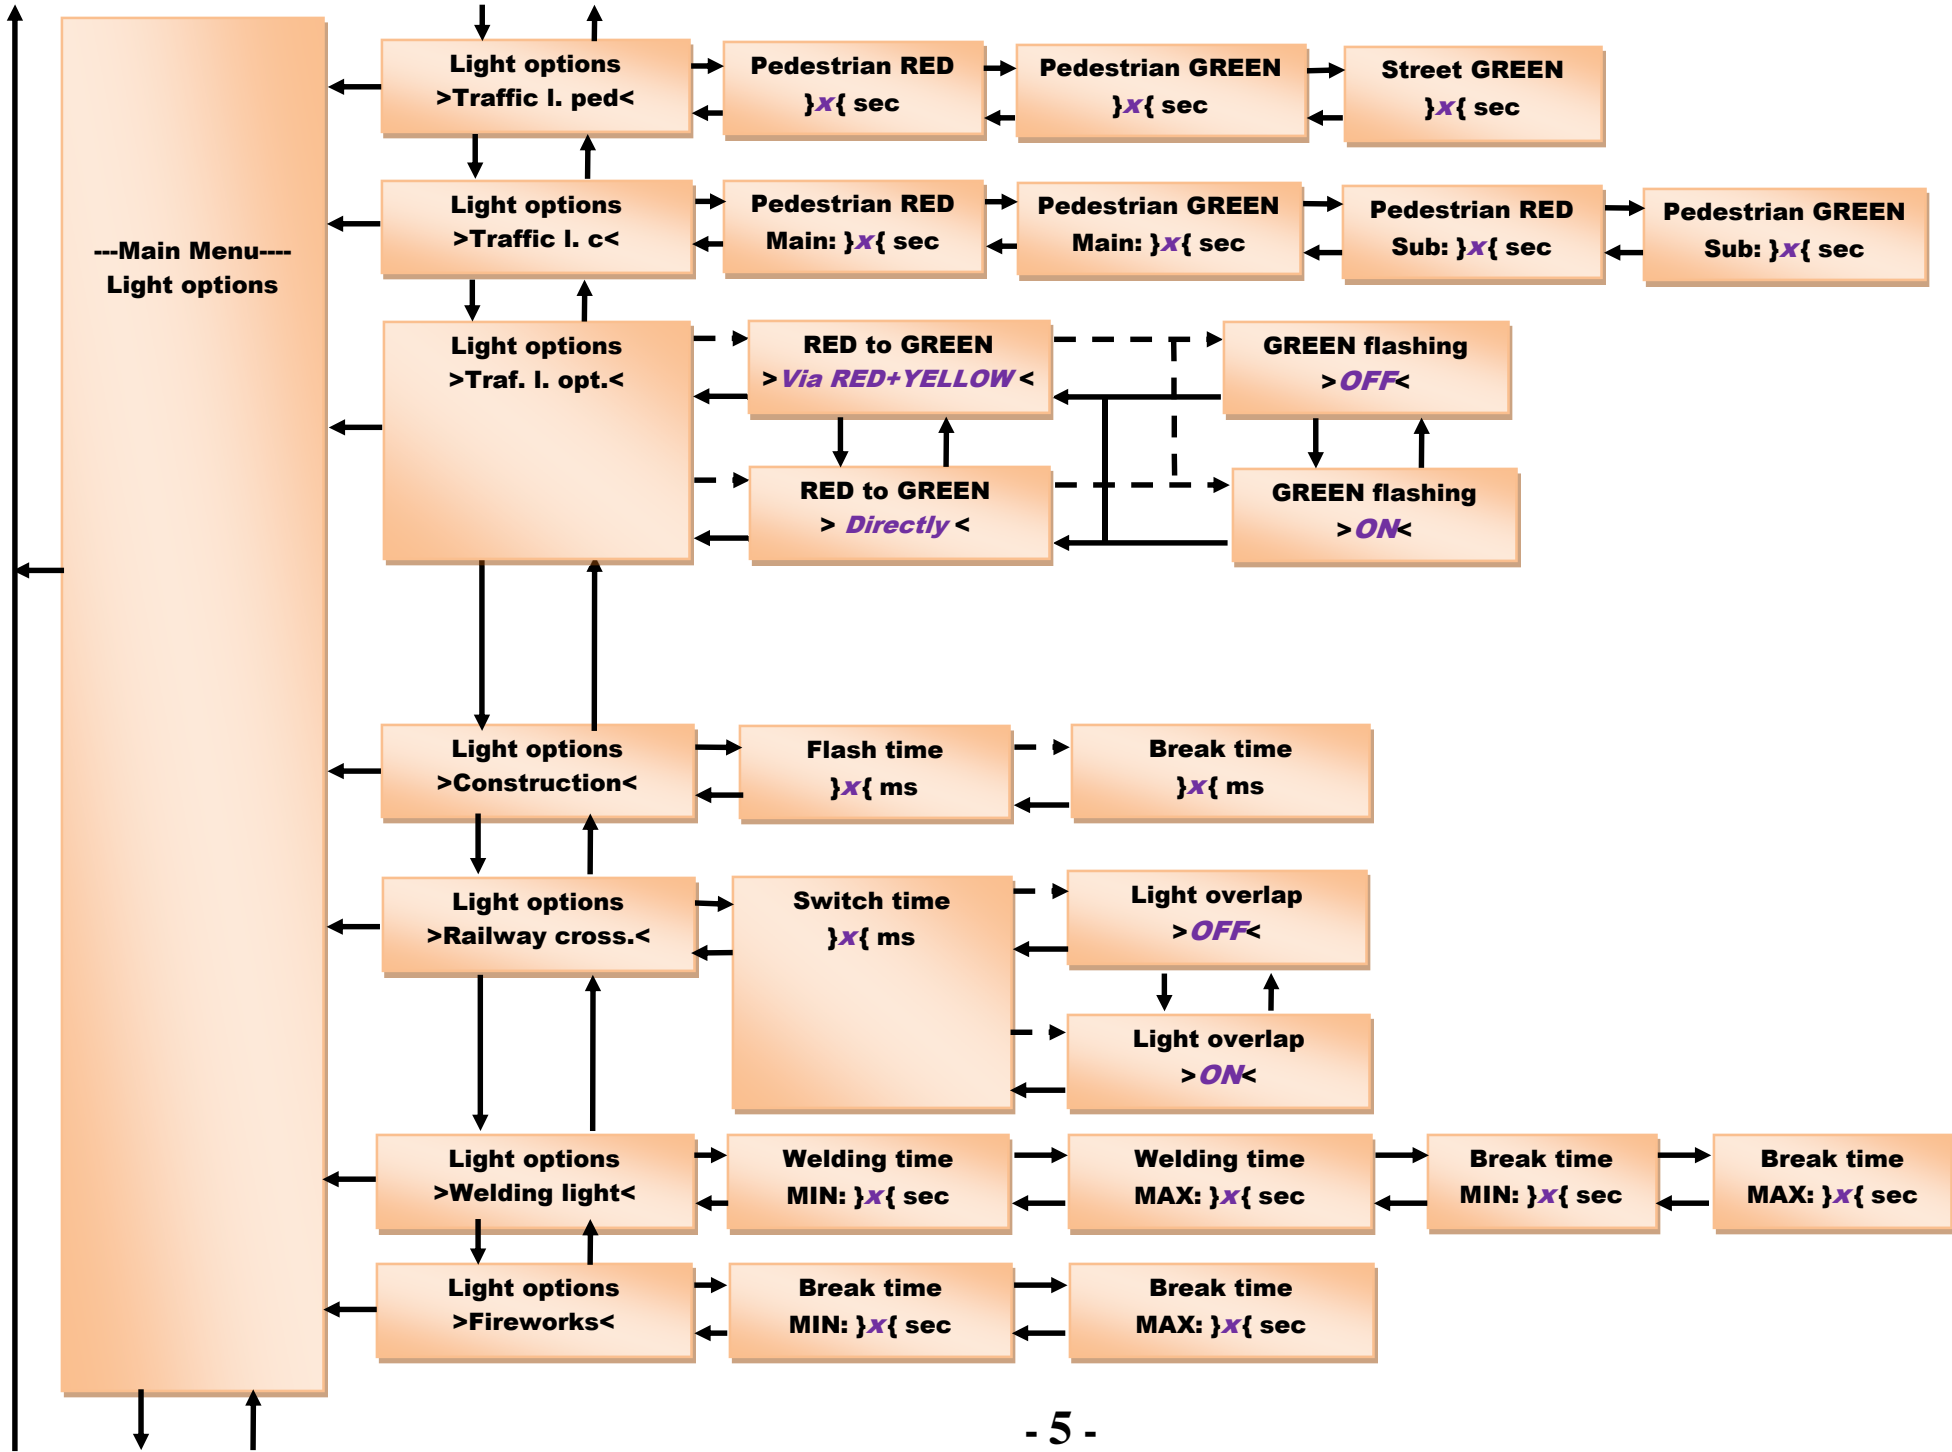 ---Main Menu----
Light options
Light options
>Traffic l. ped<
Pedestrian RED
}x{ sec
Pedestrian GREEN
}x{ sec
Street GREEN
}x{ sec
Light options
>Traffic l. c<
Pedestrian RED
Main: }x{ sec
Pedestrian GREEN
Main: }x{ sec
Pedestrian RED
Sub: }x{ sec
Pedestrian GREEN
Sub: }x{ sec
Light options
>Traf. l. opt.<
RED to GREEN
>Via RED+YELLOW <
GREEN flashing
>OFF<
RED to GREEN
> Directly <
GREEN flashing
>ON<
Light options
>Construction<
Flash time
}x{ ms
Break time
}x{ ms
Light options
>Railway cross.<
Switch time
}x{ ms
Light overlap
>OFF<
Light overlap
>ON<
Light options
>Welding light<
Welding time
MIN: }x{ sec
Welding time
MAX: }x{ sec
Break time
MIN: }x{ sec
Break time
MAX: }x{ sec
Light options
>Fireworks<
Break time
MIN: }x{ sec
Break time
MAX: }x{ sec
- 5 -